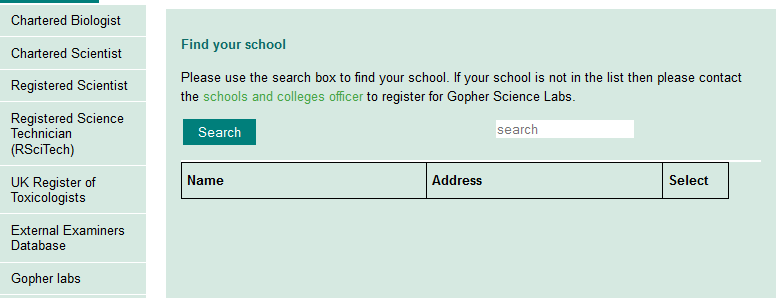 Chartered Biologist
Chartered Scientist
Registered Scientist
Registered Science
Technician
(RSciTech)
UK Register of
Toxicologists
External Examiners
Database
Gopher labs
Find your school
Please use the search box to find your school. If your school is not in the list then please contact
the schools and colleges officer to register for Gopher Science Labs.
Search search
Name Address Select